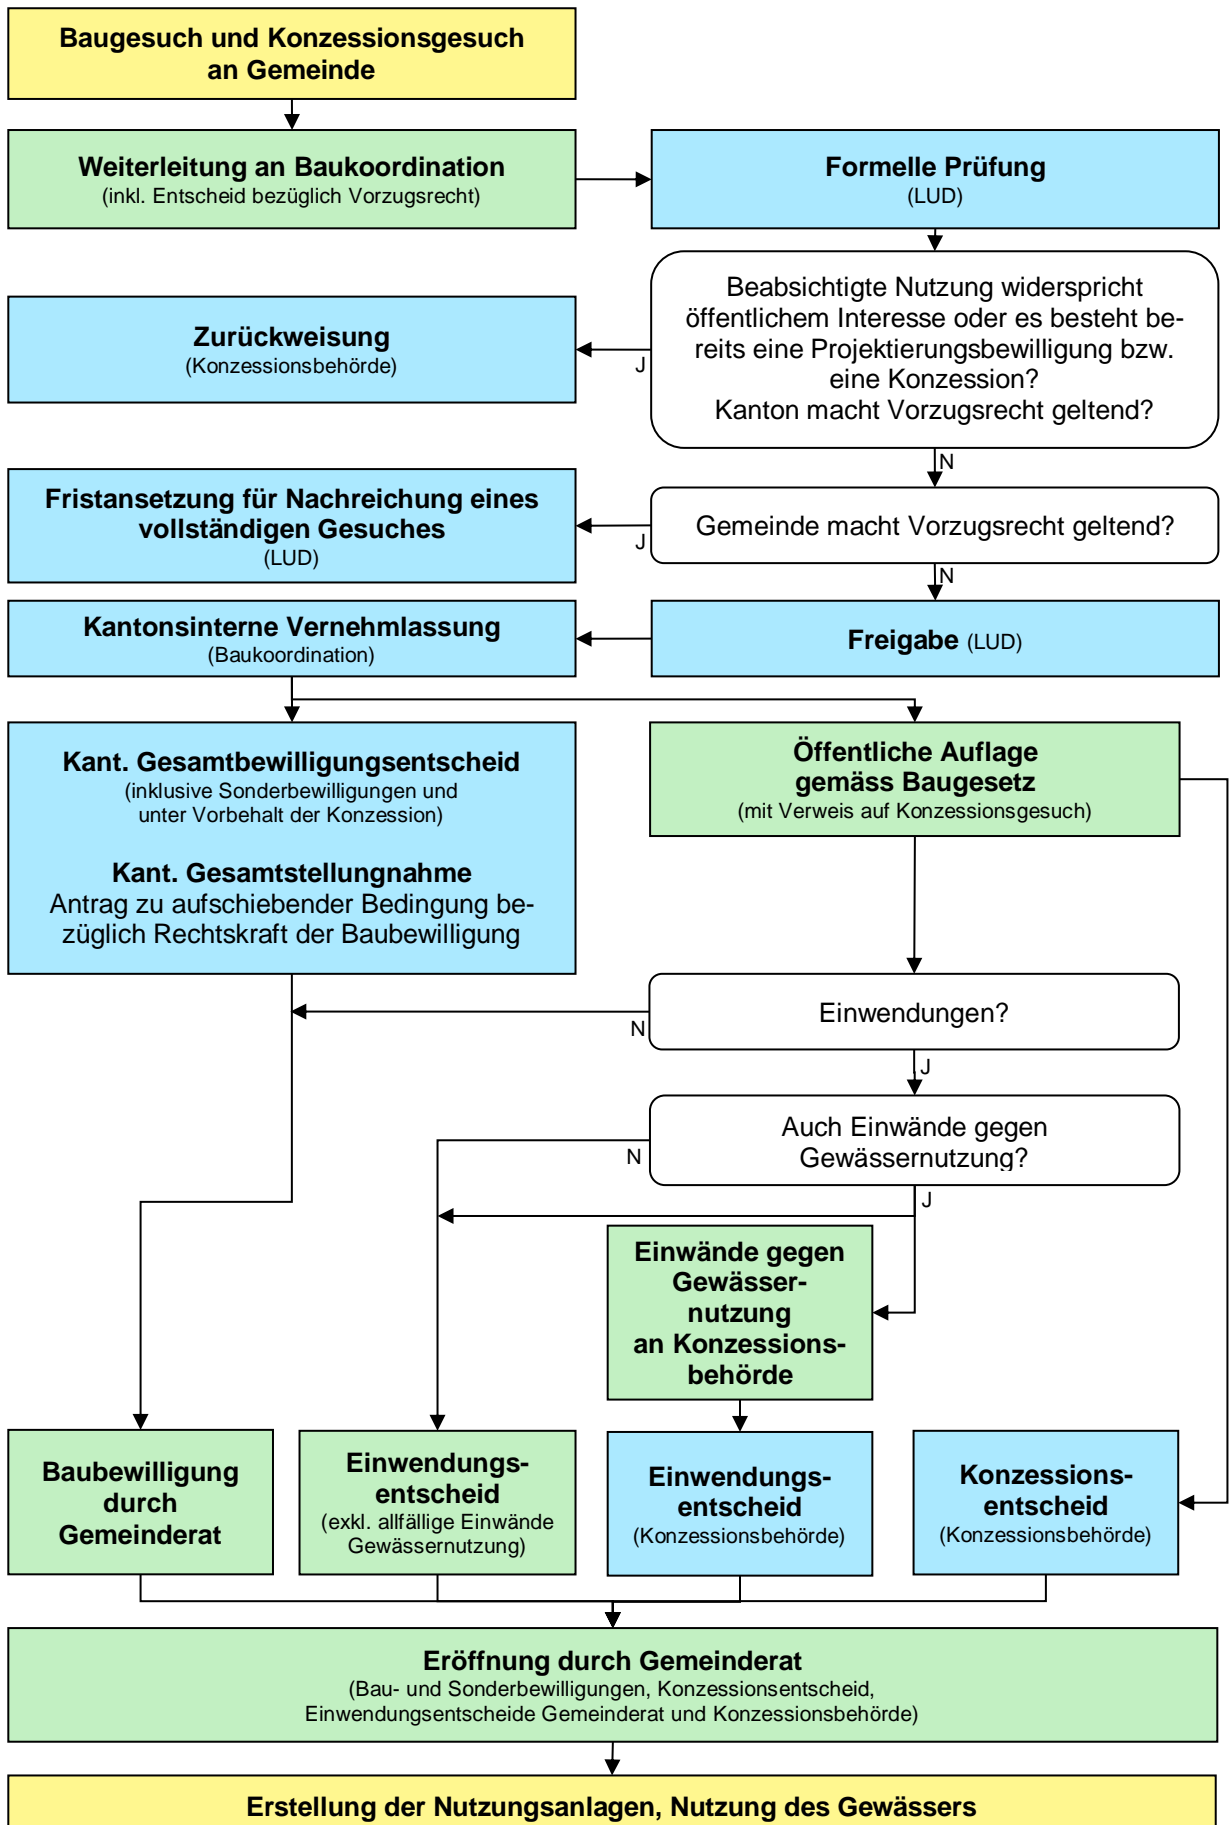 Baugesuch und Konzessionsgesuch
an Gemeinde
Weiterleitung an Baukoordination
(inkl. Entscheid bezüglich Vorzugsrecht)
Formelle Prüfung
(LUD)
Beabsichtigte Nutzung widerspricht
öffentlichem Interesse oder es besteht be-
reits eine Projektierungsbewilligung bzw.
eine Konzession?
Kanton macht Vorzugsrecht geltend?
J
Zurückweisung
(Konzessionsbehörde)
N
Gemeinde macht Vorzugsrecht geltend?
J
Fristansetzung für Nachreichung eines
vollständigen Gesuches
(LUD)
N
Freigabe (LUD)
Kantonsinterne Vernehmlassung
(Baukoordination)
Kant. Gesamtbewilligungsentscheid
(inklusive Sonderbewilligungen und
unter Vorbehalt der Konzession)
Kant. Gesamtstellungnahme
Antrag zu aufschiebender Bedingung be-
züglich Rechtskraft der Baubewilligung
Öffentliche Auflage
gemäss Baugesetz
(mit Verweis auf Konzessionsgesuch)
Einwendungen?
N
J
Auch Einwände gegen
Gewässernutzung?
N
J
Einwände gegen
Gewässer-
nutzung
an Konzessions-
behörde
Baubewilligung
durch
Gemeinderat
Einwendungs-
entscheid
(exkl. allfällige Einwände
Gewässernutzung)
Einwendungs-
entscheid
(Konzessionsbehörde)
Konzessions-
entscheid
(Konzessionsbehörde)
Eröffnung durch Gemeinderat
(Bau- und Sonderbewilligungen, Konzessionsentscheid,
Einwendungsentscheide Gemeinderat und Konzessionsbehörde)
Erstellung der Nutzungsanlagen, Nutzung des Gewässers